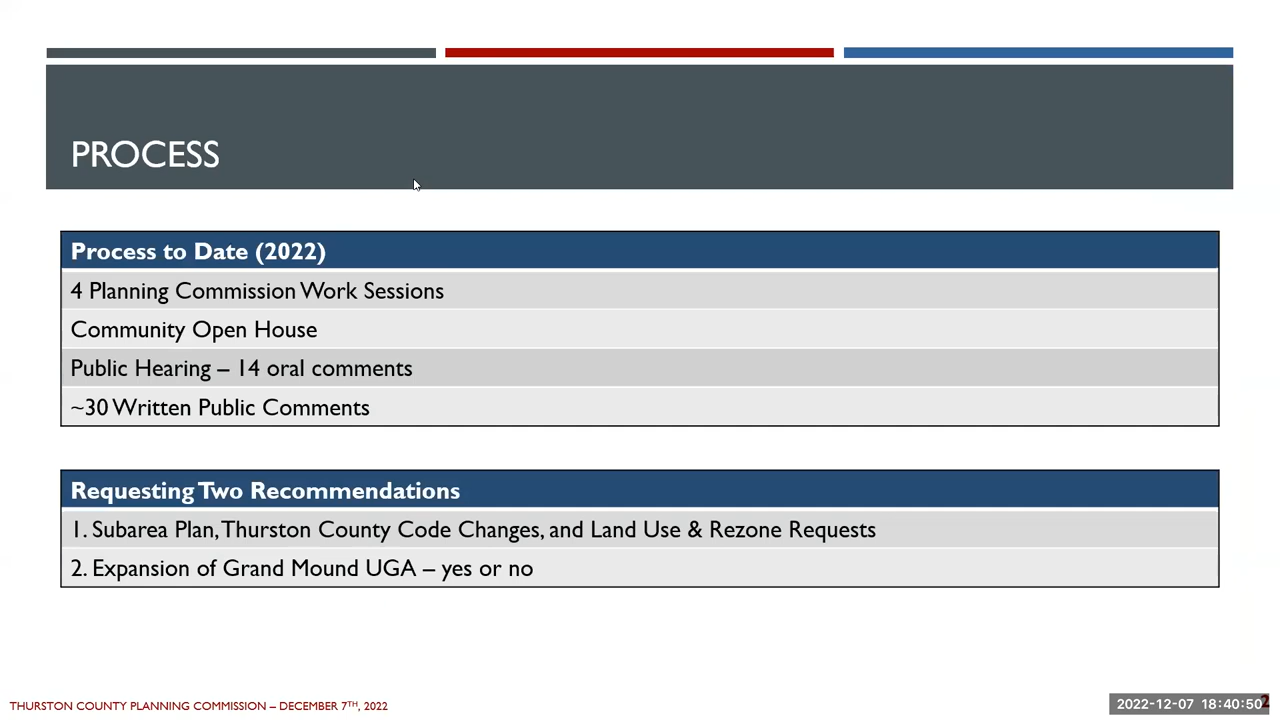 PROCESS
Process to Date (2022)
4 Planning Commission Work Sessions
Community Open House
Public Hearing – 14 oral comments
~30 Written Public Comments
Requesting Two Recommendations
1. Subarea Plan, Thurston County Code Changes, and Land Use & Rezone Requests
2. Expansion of Grand Mound UGA – yes or no
THURSTON COUNTY PLANNING COMMISSION – DECEMBER 7TH, 2022
2022-12-07 18:40:50
2